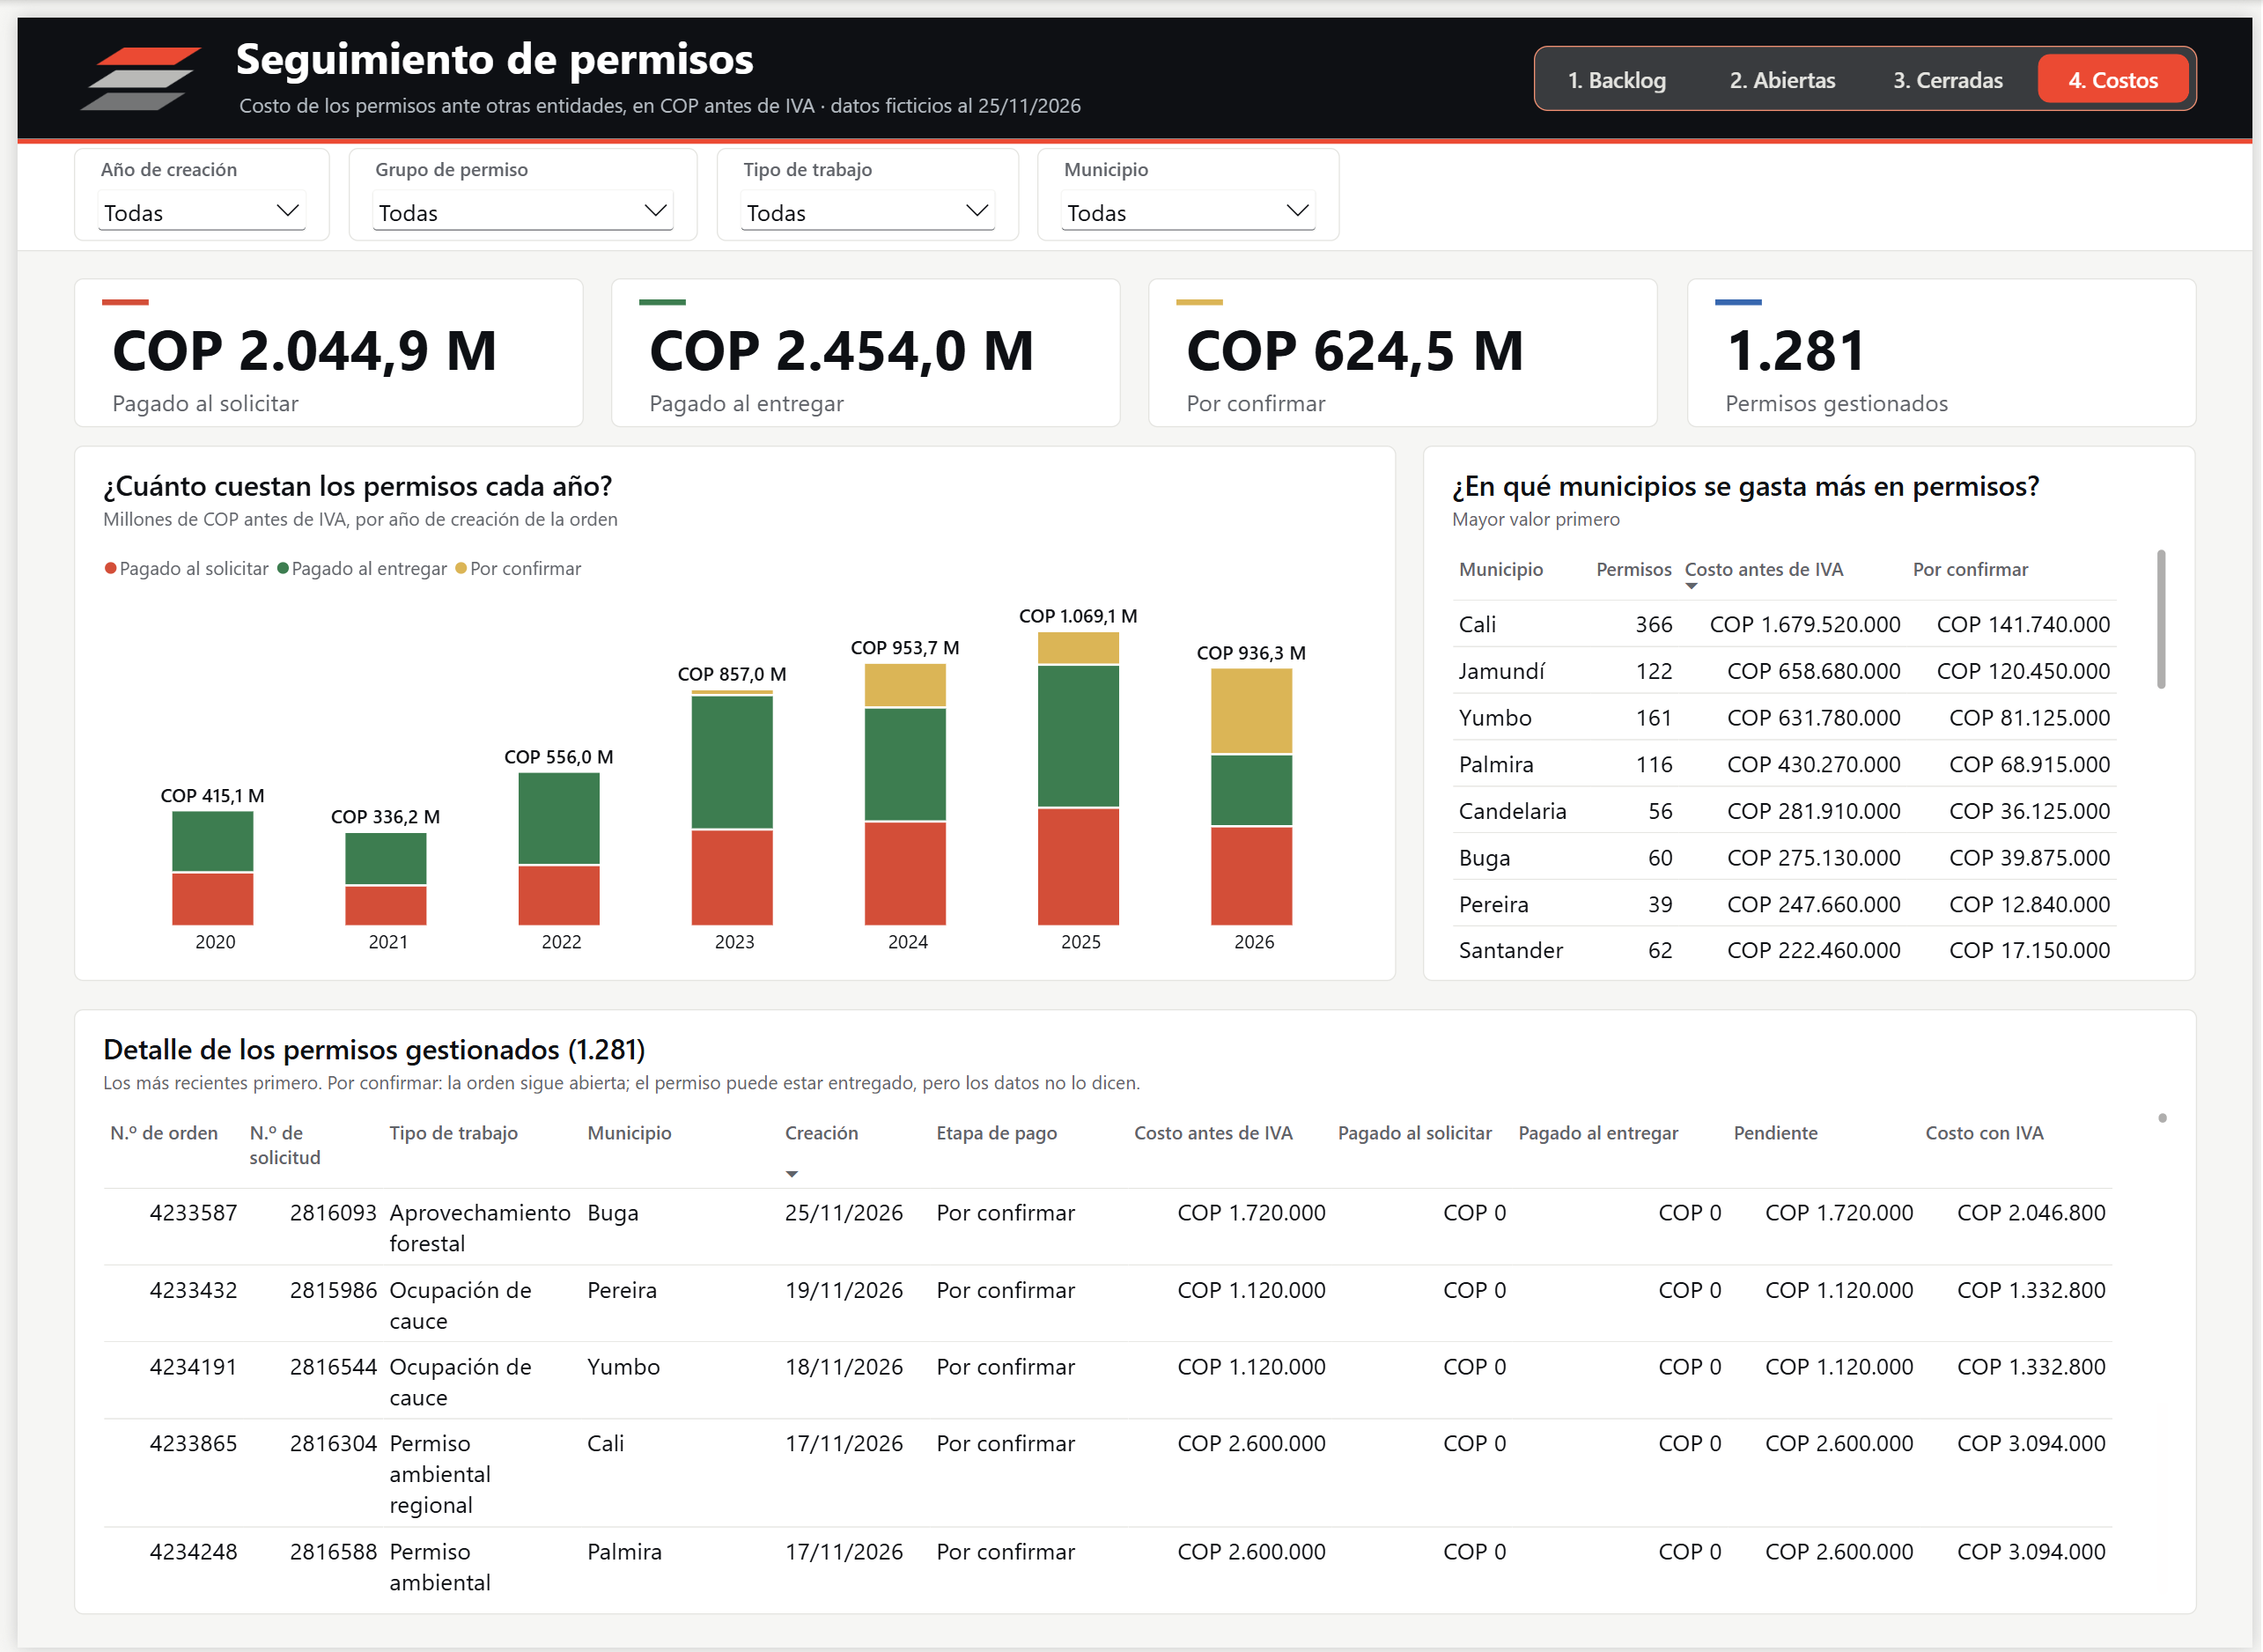 Seguimiento de permisos
Costo de los permisos ante otras entidades, en COP antes de IVA · datos ficticios al 25/11/2026
1. Backlog 2. Abiertas 3. Cerradas 4. Costos
Año de creación Grupo de permiso Tipo de trabajo Municipio
Todas Todas Todas Todas
COP 2.044,9 M
Pagado al solicitar
COP 2.454,0 M
Pagado al entregar
COP 624,5 M
Por confirmar
1.281
Permisos gestionados
¿Cuánto cuestan los permisos cada año?
Millones de COP antes de IVA, por año de creación de la orden
Pagado al solicitar Pagado al entregar Por confirmar
COP 415,1 M
COP 336,2 M
COP 556,0 M
COP 857,0 M
COP 953,7 M
COP 1.069,1 M
COP 936,3 M
2020 2021 2022 2023 2024 2025 2026
¿En qué municipios se gasta más en permisos?
Mayor valor primero
Municipio Permisos Costo antes de IVA Por confirmar
Cali 366 COP 1.679.520.000 COP 141.740.000
Jamundí 122 COP 658.680.000 COP 120.450.000
Yumbo 161 COP 631.780.000 COP 81.125.000
Palmira 116 COP 430.270.000 COP 68.915.000
Candelaria 56 COP 281.910.000 COP 36.125.000
Buga 60 COP 275.130.000 COP 39.875.000
Pereira 39 COP 247.660.000 COP 12.840.000
Santander 62 COP 222.460.000 COP 17.150.000
Detalle de los permisos gestionados (1.281)
Los más recientes primero. Por confirmar: la orden sigue abierta; el permiso puede estar entregado, pero los datos no lo dicen.
N.º de orden N.º de Tipo de trabajo Municipio Creación Etapa de pago Costo antes de IVA Pagado al solicitar Pagado al entregar Pendiente Costo con IVA
solicitud
4233587 2816093 Aprovechamiento Buga 25/11/2026 Por confirmar COP 1.720.000 COP 0 COP 0 COP 1.720.000 COP 2.046.800
forestal
4233432 2815986 Ocupación de Pereira 19/11/2026 Por confirmar COP 1.120.000 COP 0 COP 0 COP 1.120.000 COP 1.332.800
cauce
4234191 2816544 Ocupación de Yumbo 18/11/2026 Por confirmar COP 1.120.000 COP 0 COP 0 COP 1.120.000 COP 1.332.800
cauce
4233865 2816304 Permiso Cali 17/11/2026 Por confirmar COP 2.600.000 COP 0 COP 0 COP 2.600.000 COP 3.094.000
ambiental
regional
4234248 2816588 Permiso Palmira 17/11/2026 Por confirmar COP 2.600.000 COP 0 COP 0 COP 2.600.000 COP 3.094.000
ambiental